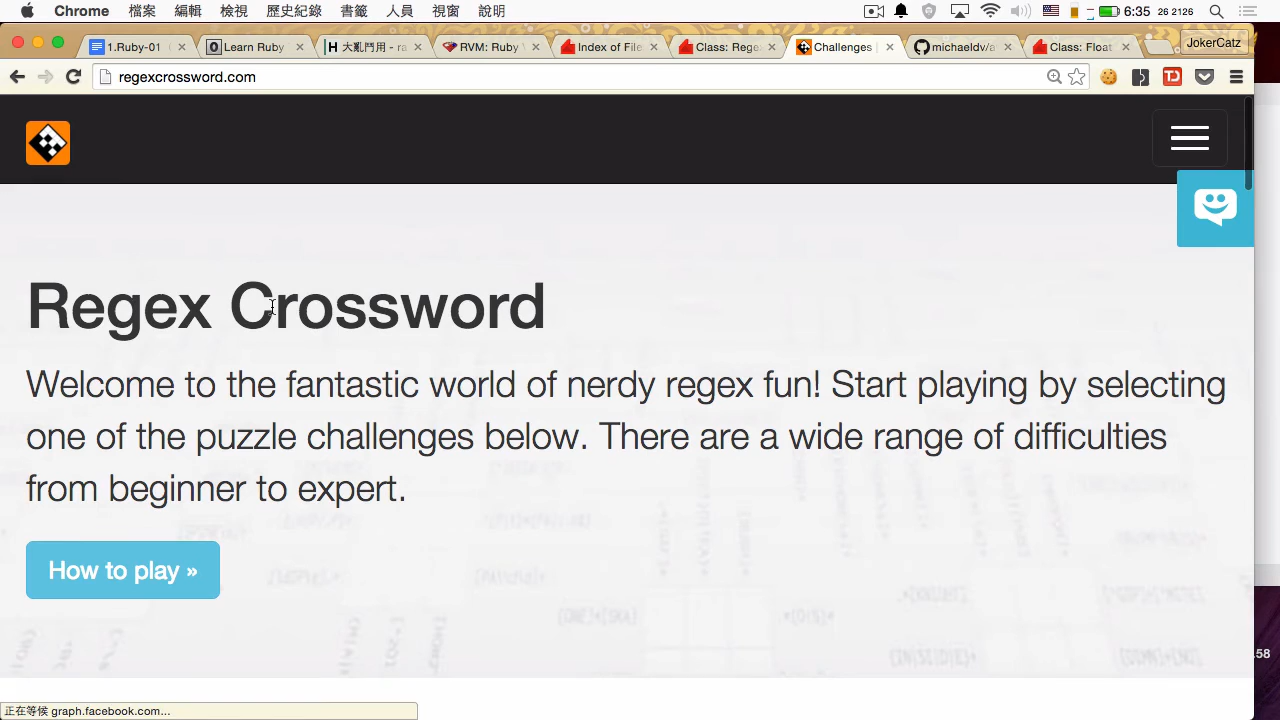 Chrome 檔案 編輯 檢視 歷史紀錄 書籤 人員 視窗 說明 6:35 26 2126
1.Ruby-01 Learn Ruby 大亂鬥用 - ra RVM: Ruby Index of File Class: Rege Challenges michaeldv/a Class: Float JokerCatz
regexcrossword.com
Regex Crossword
Welcome to the fantastic world of nerdy regex fun! Start playing by selecting
one of the puzzle challenges below. There are a wide range of difficulties
from beginner to expert.
How to play »
.58
正在等候 graph.facebook.com...